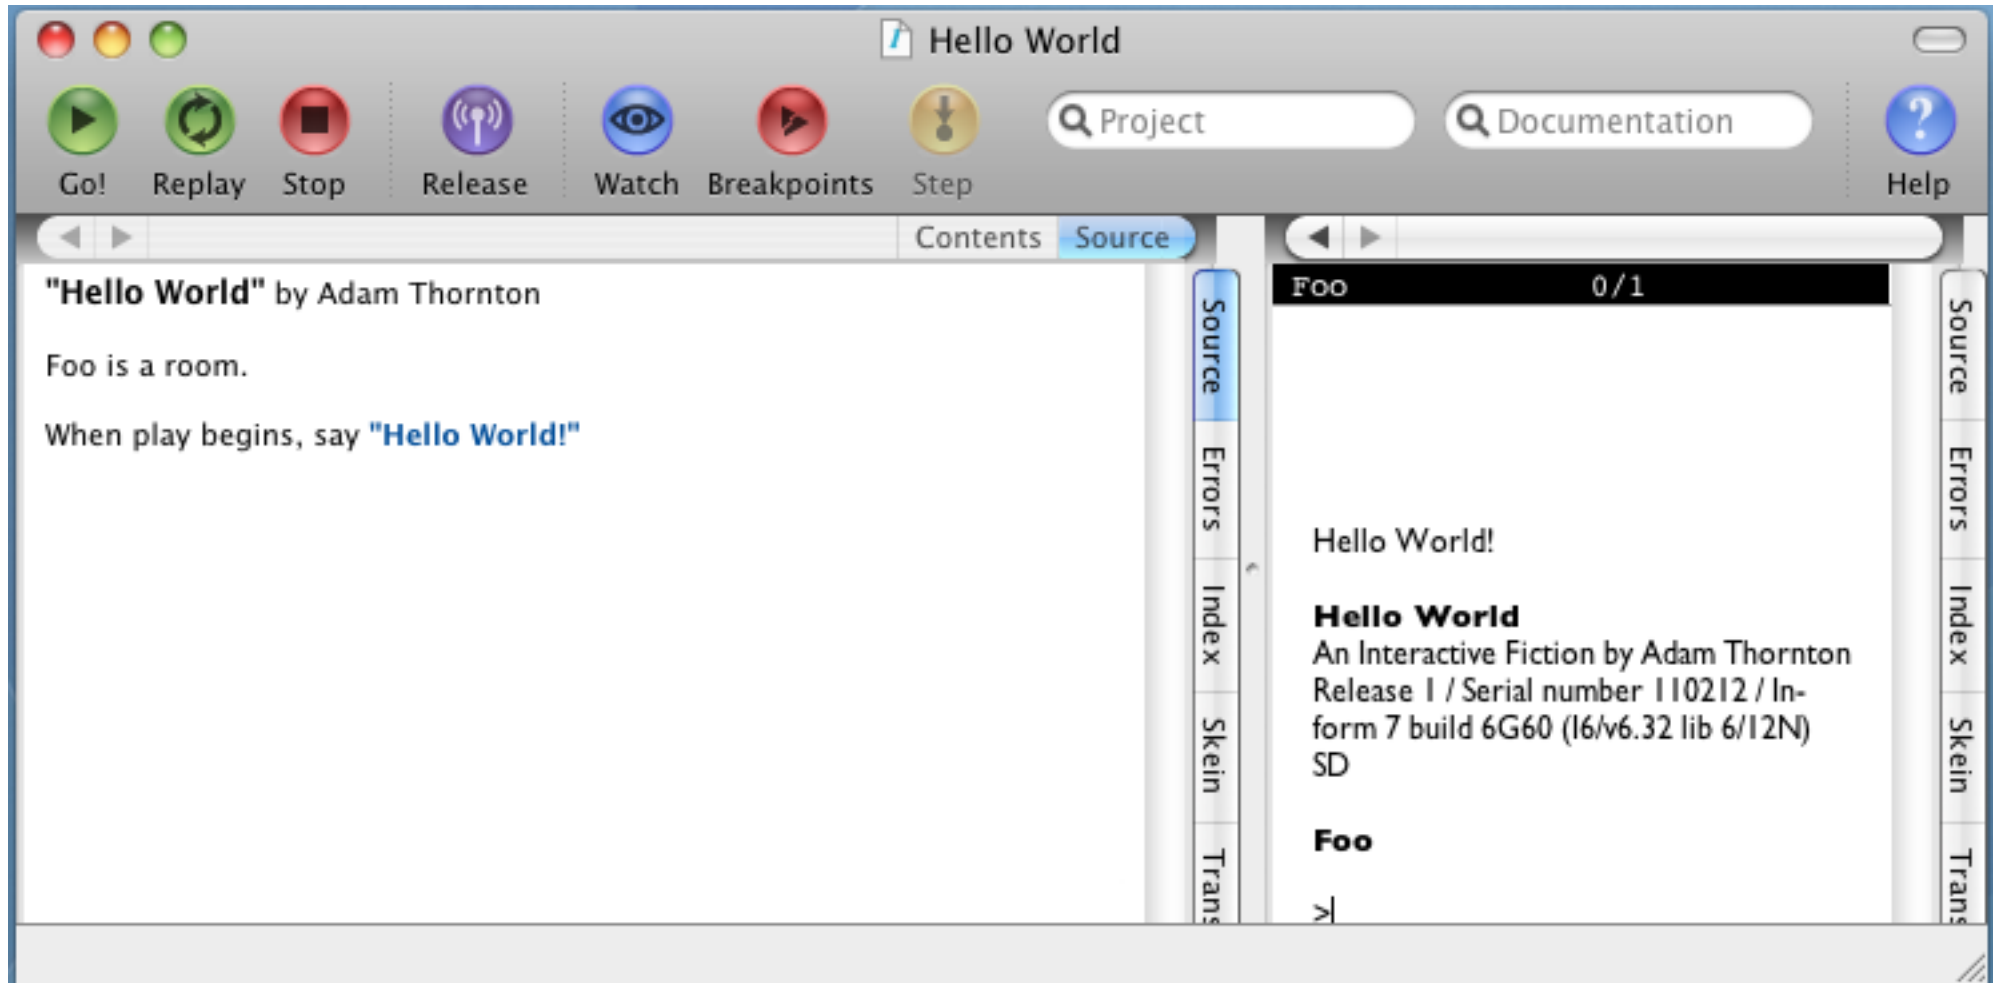 Hello World
Go! Replay Stop Release Watch Breakpoints Step Project Documentation Help
Contents Source
"Hello World" by Adam Thornton
Foo is a room.
When play begins, say "Hello World!"
Source
Errors
Index
Skein
Trans
Foo 0/1
Hello World!
Hello World
An Interactive Fiction by Adam Thornton
Release 1 / Serial number 110212 / In-
form 7 build 6G60 (I6/v6.32 lib 6/12N)
SD
Foo
>
Source
Errors
Index
Skein
Trans